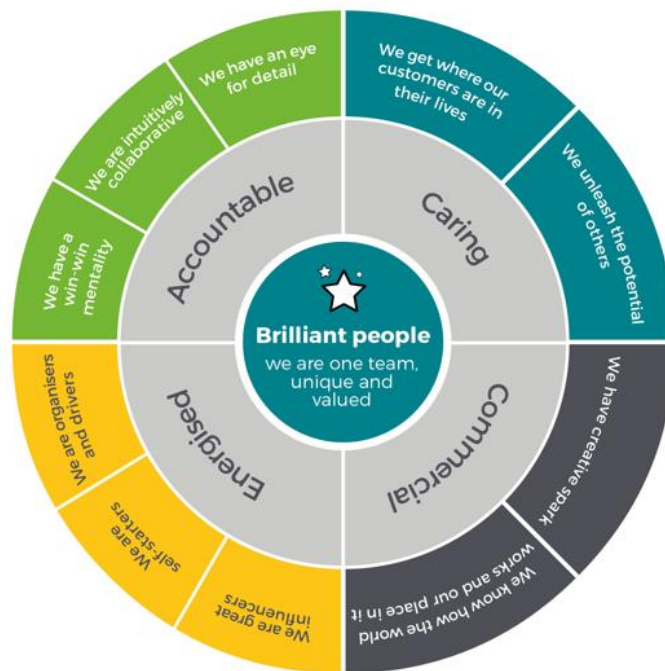 Brilliant people
we are one team,
unique and
valued
Accountable
Caring
Commercial
Energised
We have an eye
for detail
We are intuitively
collaborative
We have a
win-win
mentality
We get where our
customers are in
their lives
We unleash the potential
of others
We have creative spark
We know how the world
works and our place in it
We are great
influencers
We are
self-starters
We are organisers
and drivers